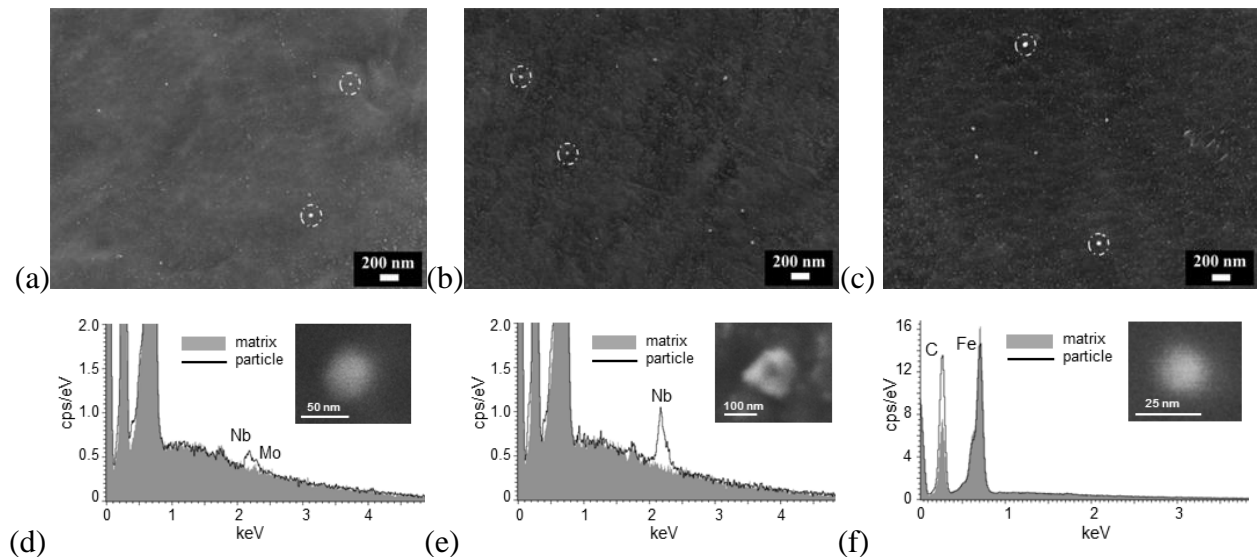 200 nm
200 nm
200 nm
(a)
(b)
(c)
2.0
1.5
1.0
0.5
0
cps/eV
matrix
particle
50 nm
Nb
Mo
0 1 2 3 4
keV
(d)
2.0
1.5
1.0
0.5
0
cps/eV
matrix
particle
100 nm
Nb
0 1 2 3 4
keV
(e)
16
12
8
4
0
cps/eV
C
Fe
matrix
particle
25 nm
0 1 2 3
keV
(f)